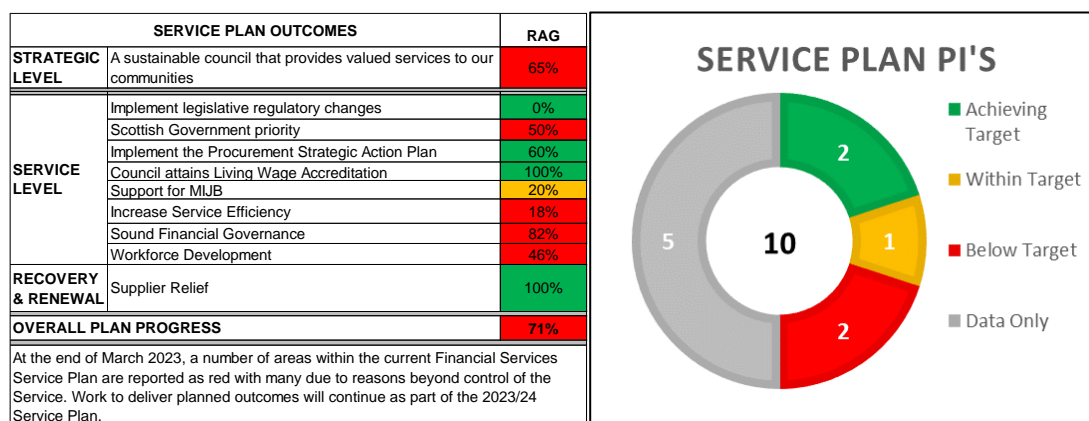 SERVICE PLAN OUTCOMES RAG
STRATEGIC LEVEL A sustainable council that provides valued services to our communities 65%
SERVICE LEVEL
Implement legislative regulatory changes 0%
Scottish Government priority 50%
Implement the Procurement Strategic Action Plan 60%
Council attains Living Wage Accreditation 100%
Support for MIJB 20%
Increase Service Efficiency 18%
Sound Financial Governance 82%
Workforce Development 46%
RECOVERY & RENEWAL Supplier Relief 100%
OVERALL PLAN PROGRESS 71%
At the end of March 2023, a number of areas within the current Financial Services
Service Plan are reported as red with many due to reasons beyond control of the
Service. Work to deliver planned outcomes will continue as part of the 2023/24
Service Plan.
SERVICE PLAN PI'S
2
1
2
5
10
Achieving Target
Within Target
Below Target
Data Only